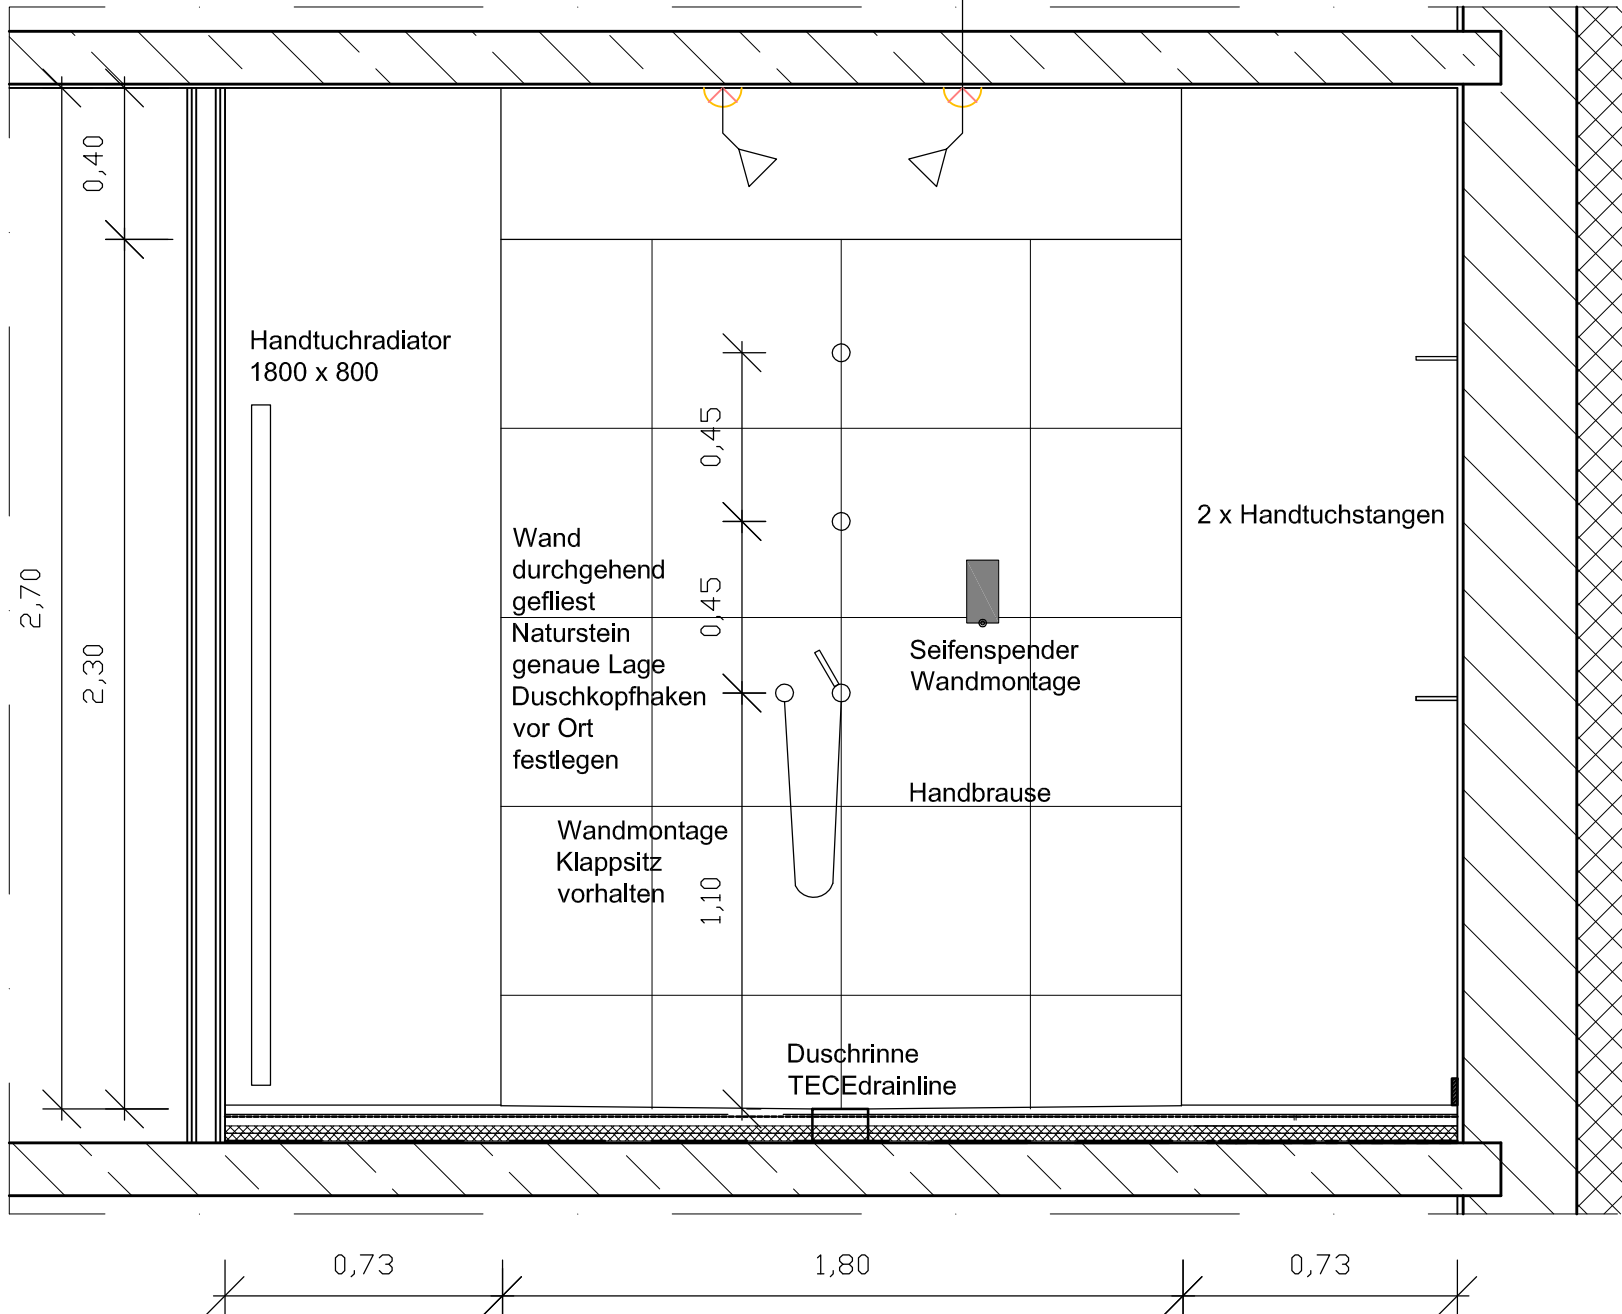 0,40
2,70
2,30
Handtuchradiator
1800 x 800
0,45
0,45
1,10
Wand
durchgehend
gefliest
Naturstein
genaue Lage
Duschkopfhaken
vor Ort
festlegen
Wandmontage
Klappsitz
vorhalten
2 x Handtuchstangen
Seifenspender
Wandmontage
Handbrause
Duschrinne
TECEdrainline
0,73
1,80
0,73